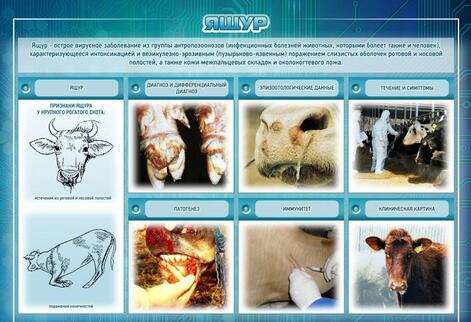 ЯЩУР
Ящур - острое вирусное заболевание из группы антропозоонозов (инфекционных болезней животных, которыми болеет также и человек),
характеризующееся интоксикацией и везикулезно-эрозивным (пузырьково-язвенным) поражением слизистых оболочек ротовой и носовой
полостей, а также кожи межпальцевых складок и околоногтевого ложа.
ЯЩУР
ДИАГНОЗ И ДИФФЕРЕНЦИАЛЬНЫЙ
ДИАГНОЗ
ЭПИЗООТОЛОГИЧЕСКИЕ ДАННЫЕ
ТЕЧЕНИЕ И СИМПТОМЫ
ПРИЗНАКИ ЯЩУРА
У КРУПНОГО РОГАТОГО СКОТА:
истечения из ротовой и носовой полостей
ПАТОГЕНЕЗ
ИММУНИТЕТ
КЛИНИЧЕСКАЯ КАРТИНА
поражение конечностей